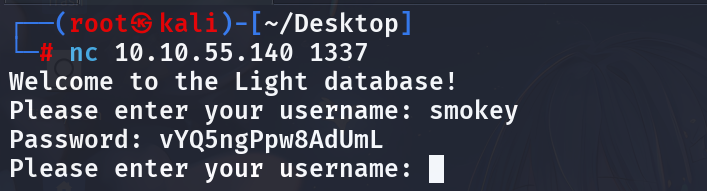 ┌──(root㉿kali)-[~/Desktop]
└─# nc 10.10.55.140 1337
Welcome to the Light database!
Please enter your username: smokey
Password: vYQ5ngPpw8AdUmL
Please enter your username: